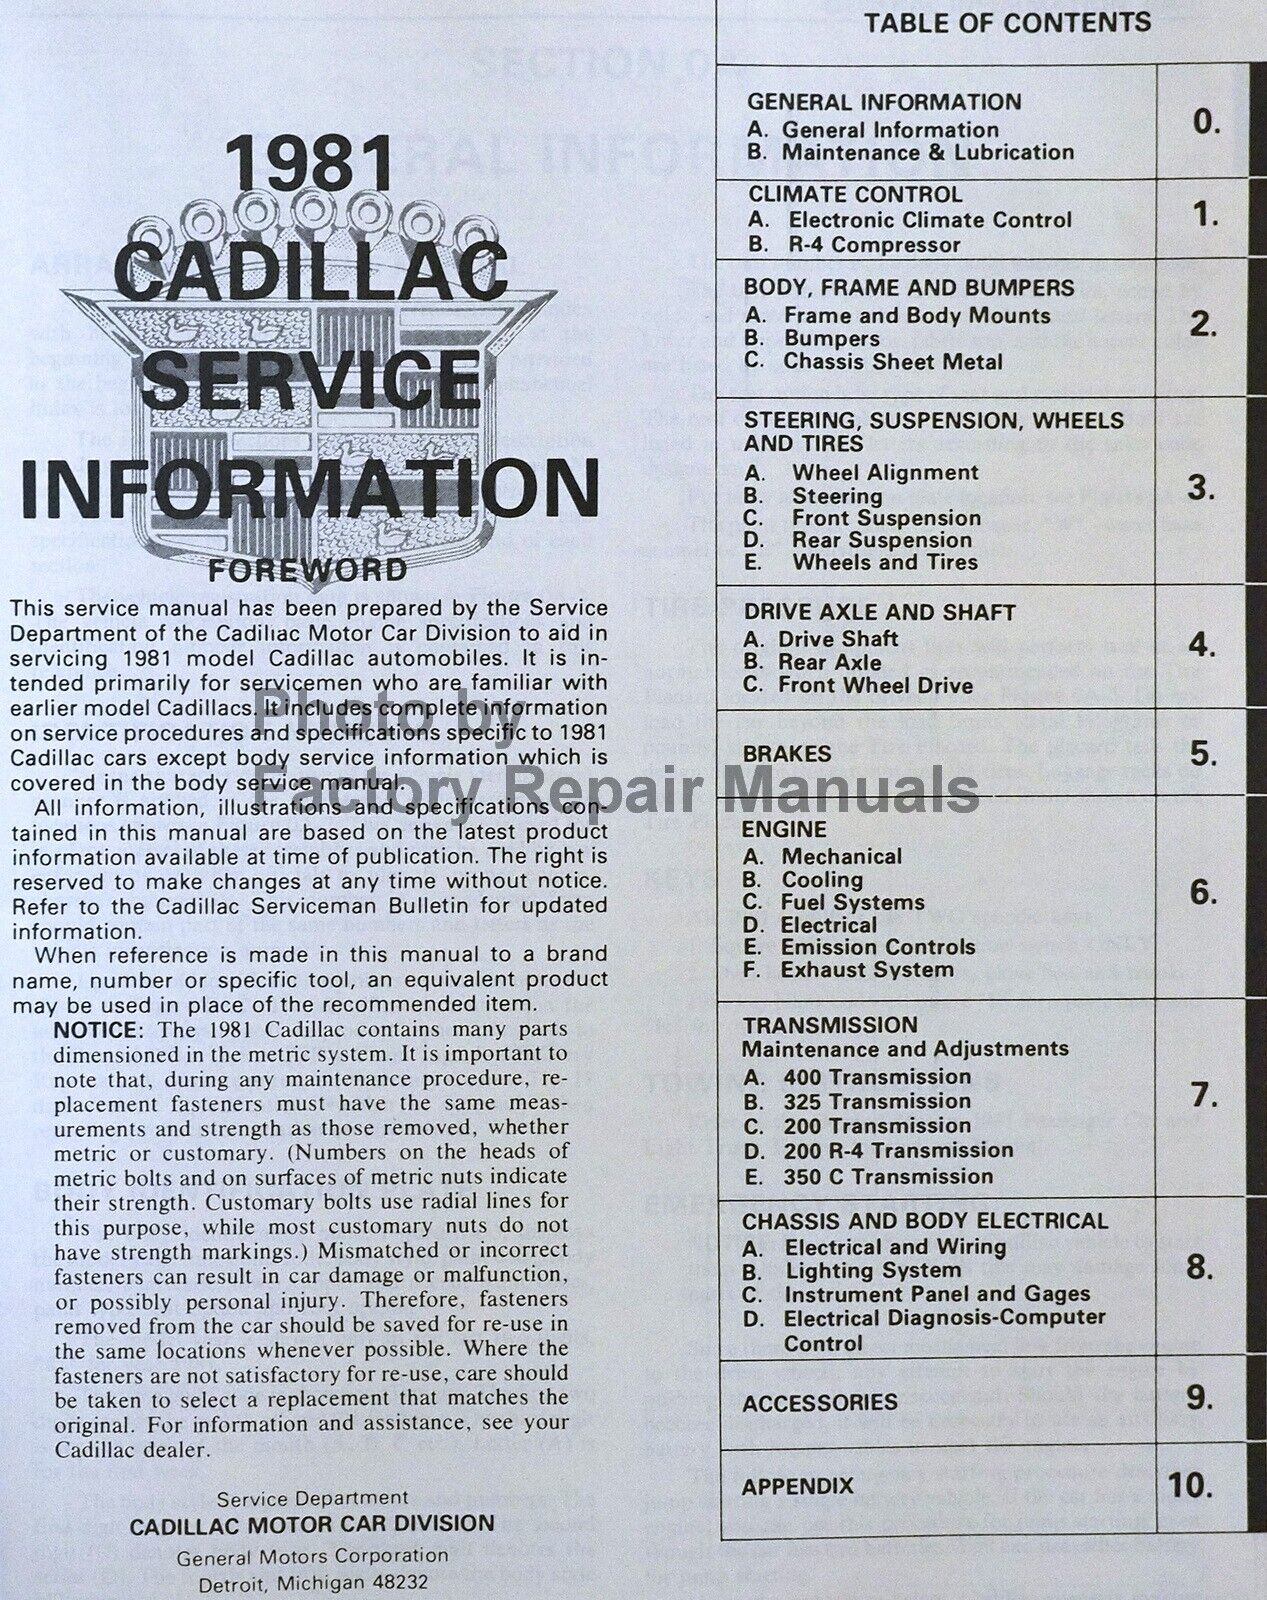 1981
CADILLAC
SERVICE
INFORMATION
FOREWORD
This service manual has been prepared by the Service
Department of the Cadillac Motor Car Division to aid in
servicing 1981 model Cadillac automobiles. It is in-
tended primarily for servicemen who are familiar with
earlier model Cadillacs. It includes complete information
on service procedures and specifications specific to 1981
Cadillac cars except body service information which is
covered in the body service manual.
All information, illustrations and specifications con-
tained in this manual are based on the latest product
information available at time of publication. The right is
reserved to make changes at any time without notice.
Refer to the Cadillac Serviceman Bulletin for updated
information.
When reference is made in this manual to a brand
name, number or specific tool, an equivalent product
may be used in place of the recommended item.
NOTICE: The 1981 Cadillac contains many parts
dimensioned in the metric system. It is important to
note that, during any maintenance procedure, re-
placement fasteners must have the same meas-
urements and strength as those removed, whether
metric or customary. (Numbers on the heads of
metric bolts and on surfaces of metric nuts indicate
their strength. Customary bolts use radial lines for
this purpose, while most customary nuts do not
have strength markings.) Mismatched or incorrect
fasteners can result in car damage or malfunction,
or possibly personal injury. Therefore, fasteners
removed from the car should be saved for re-use in
the same locations whenever possible. Where the
fasteners are not satisfactory for re-use, care should
be taken to select a replacement that matches the
original. For information and assistance, see your
Cadillac dealer.
Service Department
CADILLAC MOTOR CAR DIVISION
General Motors Corporation
Detroit, Michigan 48232
TABLE OF CONTENTS
GENERAL INFORMATION
0.
A. General Information
B. Maintenance & Lubrication
CLIMATE CONTROL
1.
A. Electronic Climate Control
B. R-4 Compressor
BODY, FRAME AND BUMPERS
2.
A. Frame and Body Mounts
B. Bumpers
C. Chassis Sheet Metal
STEERING, SUSPENSION, WHEELS
AND TIRES
3.
A. Wheel Alignment
B. Steering
C. Front Suspension
D. Rear Suspension
E. Wheels and Tires
DRIVE AXLE AND SHAFT
4.
A. Drive Shaft
B. Rear Axle
C. Front Wheel Drive
BRAKES
5.
ENGINE
6.
A. Mechanical
B. Cooling
C. Fuel Systems
D. Electrical
E. Emission Controls
F. Exhaust System
TRANSMISSION
Maintenance and Adjustments
7.
A. 400 Transmission
B. 325 Transmission
C. 200 Transmission
D. 200 R-4 Transmission
E. 350 C Transmission
CHASSIS AND BODY ELECTRICAL
8.
A. Electrical and Wiring
B. Lighting System
C. Instrument Panel and Gages
D. Electrical Diagnosis-Computer
Control
ACCESSORIES
9.
APPENDIX
10.
Photo by
Factory Repair Manuals